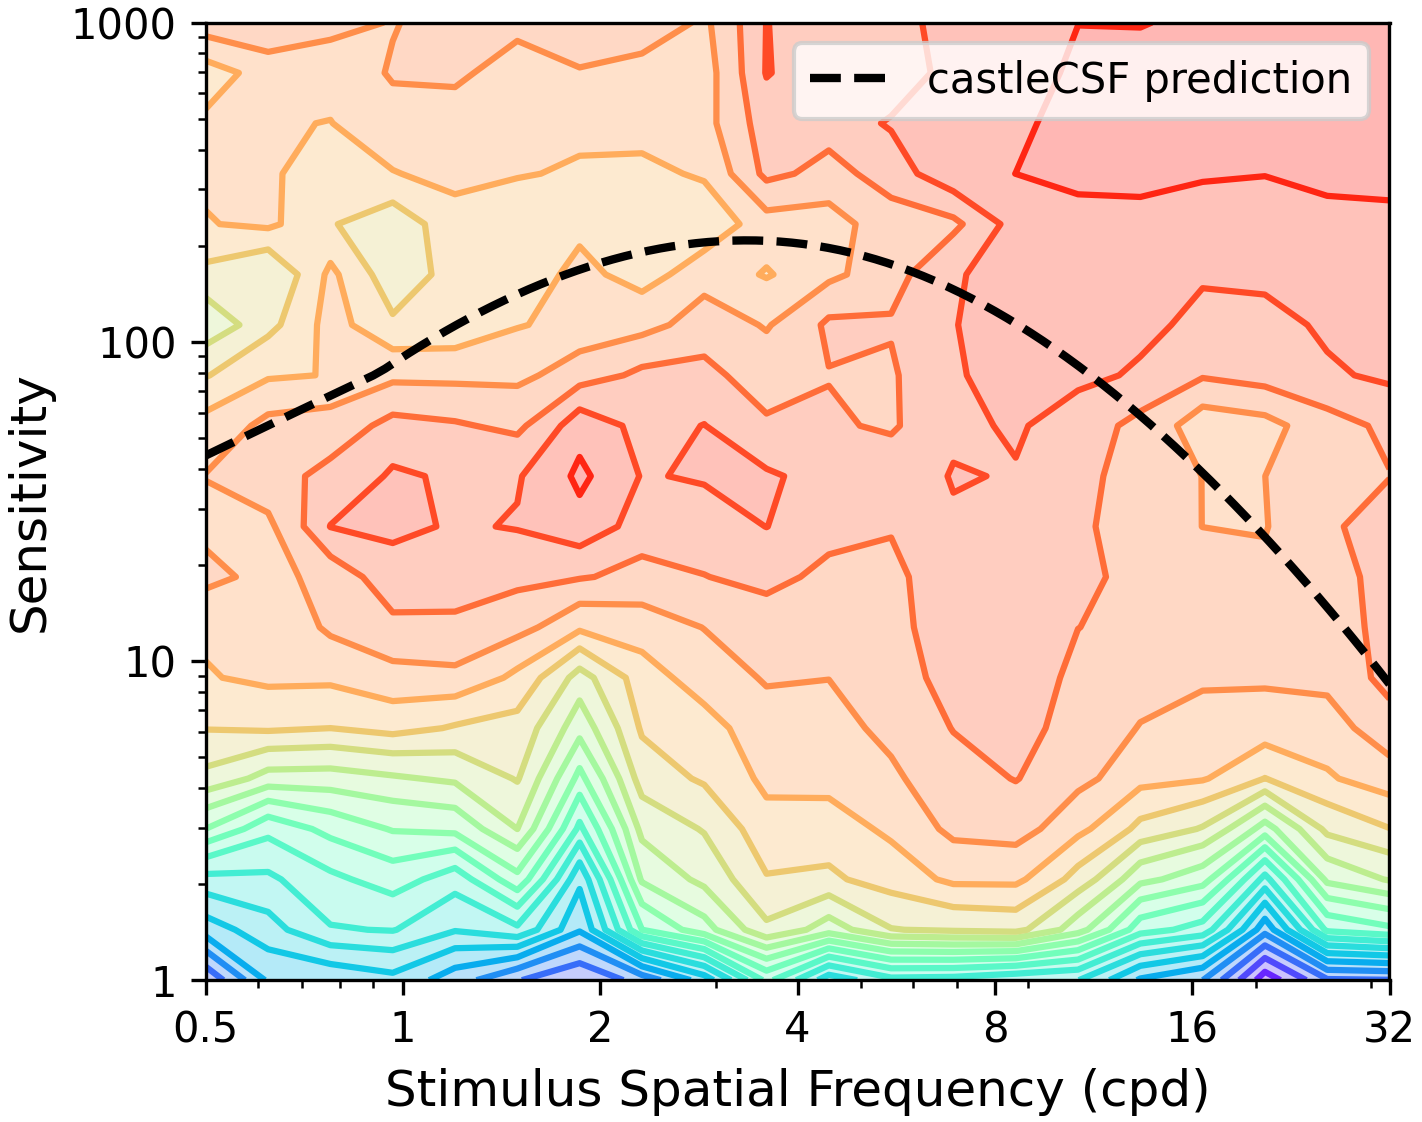 1000
castleCSF prediction
100
Sensitivity
10
1
0.5 1 2 4 8 16 32
Stimulus Spatial Frequency (cpd)